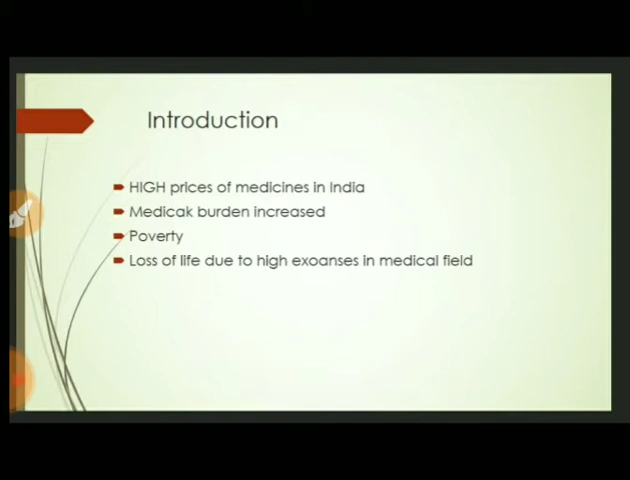 Introduction
HIGH prices of medicines in India
Medicak burden increased
Poverty
Loss of life due to high exoanses in medical field